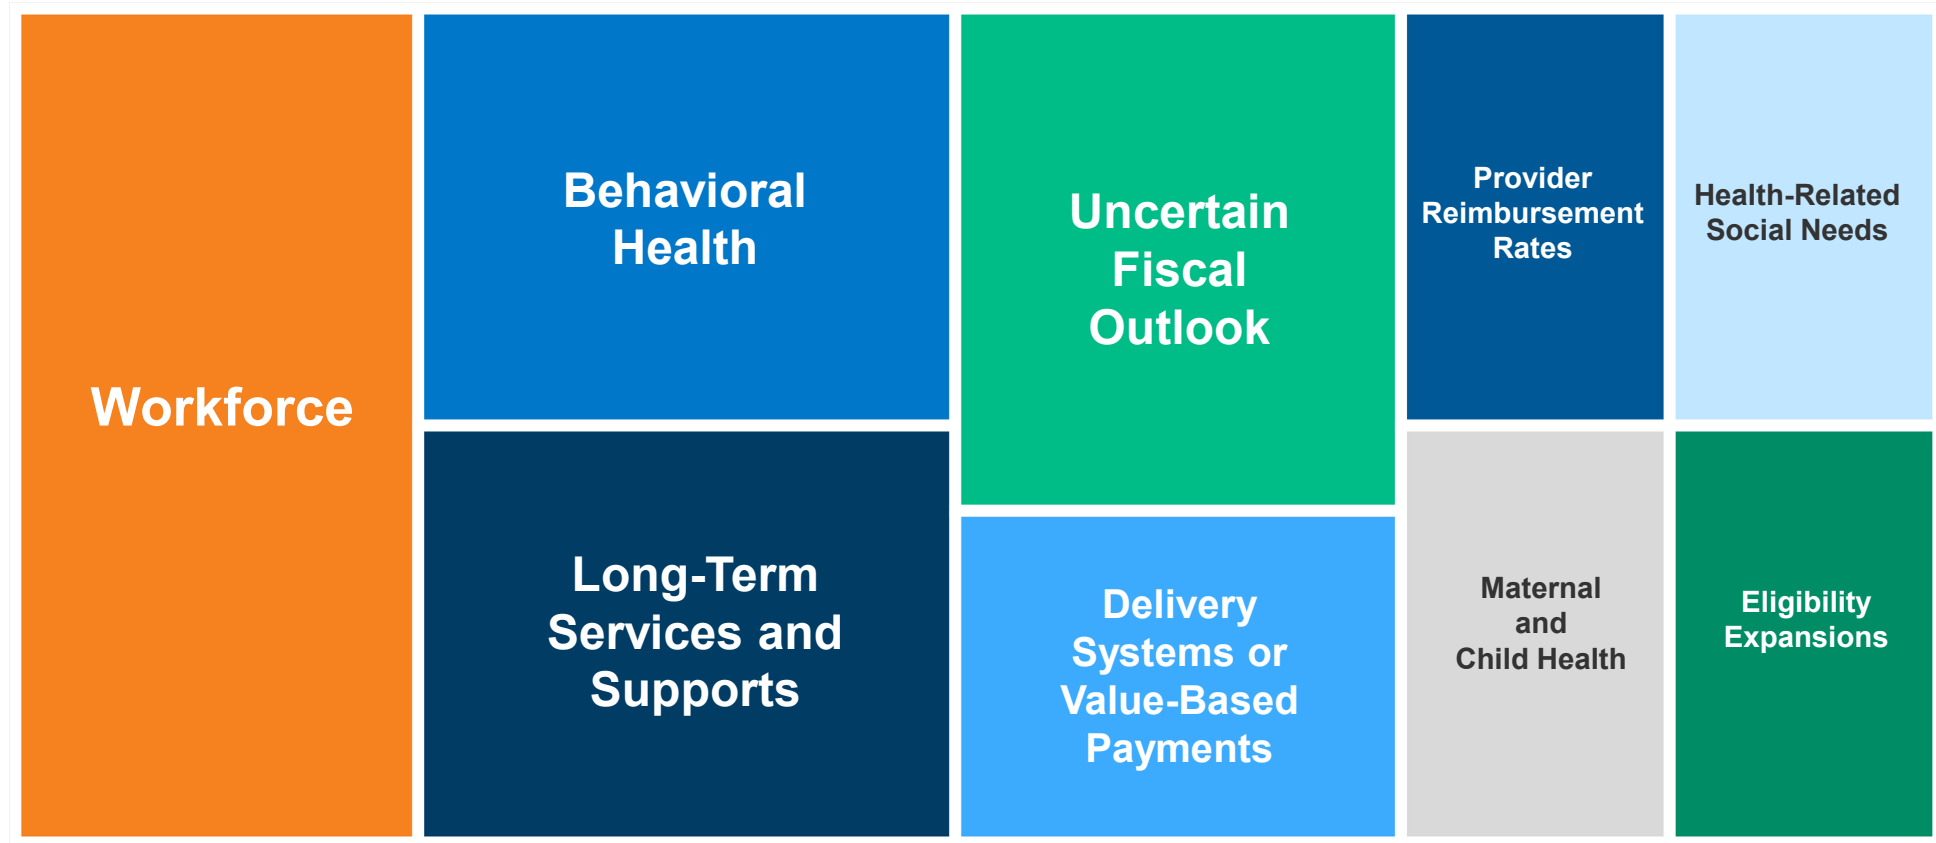 Workforce
Behavioral
Health
Long-Term
Services and
Supports
Uncertain
Fiscal
Outlook
Delivery
Systems or
Value-Based
Payments
Provider
Reimbursement
Rates
Health-Related
Social Needs
Maternal
and
Child Health
Eligibility
Expansions